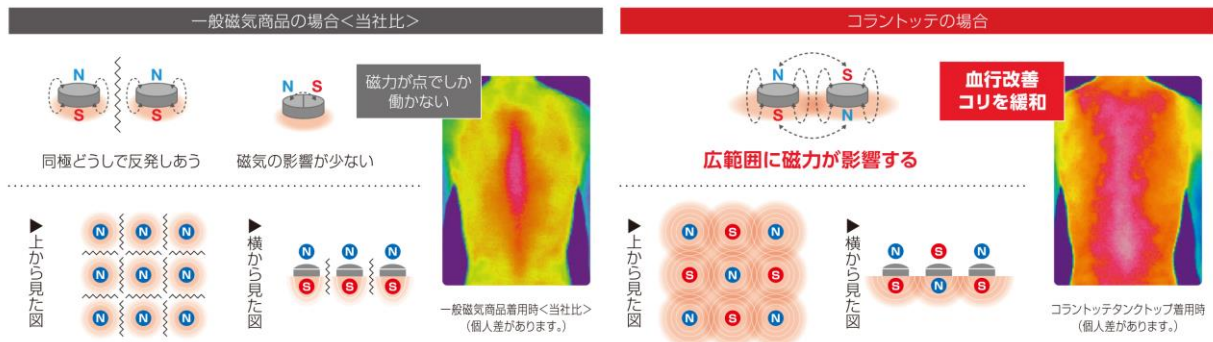 一般磁気商品の場合<当社比>
N
N
S
S
同極どうしで反発しあう
N S
磁気の影響が少ない
磁力が点でしか
働かない
▶上から見た図
N N N
N N N
N N N
▶横から見た図
N N N
S S S
一般磁気商品着用時<当社比>
(個人差があります。)
コラントッテの場合
N S
S N
広範囲に磁力が影響する
血行改善
コリを緩和
▶上から見た図
N S N
S N S
N S N
▶横から見た図
N S N
S N S
コラントッテタンクトップ着用時
(個人差があります。)